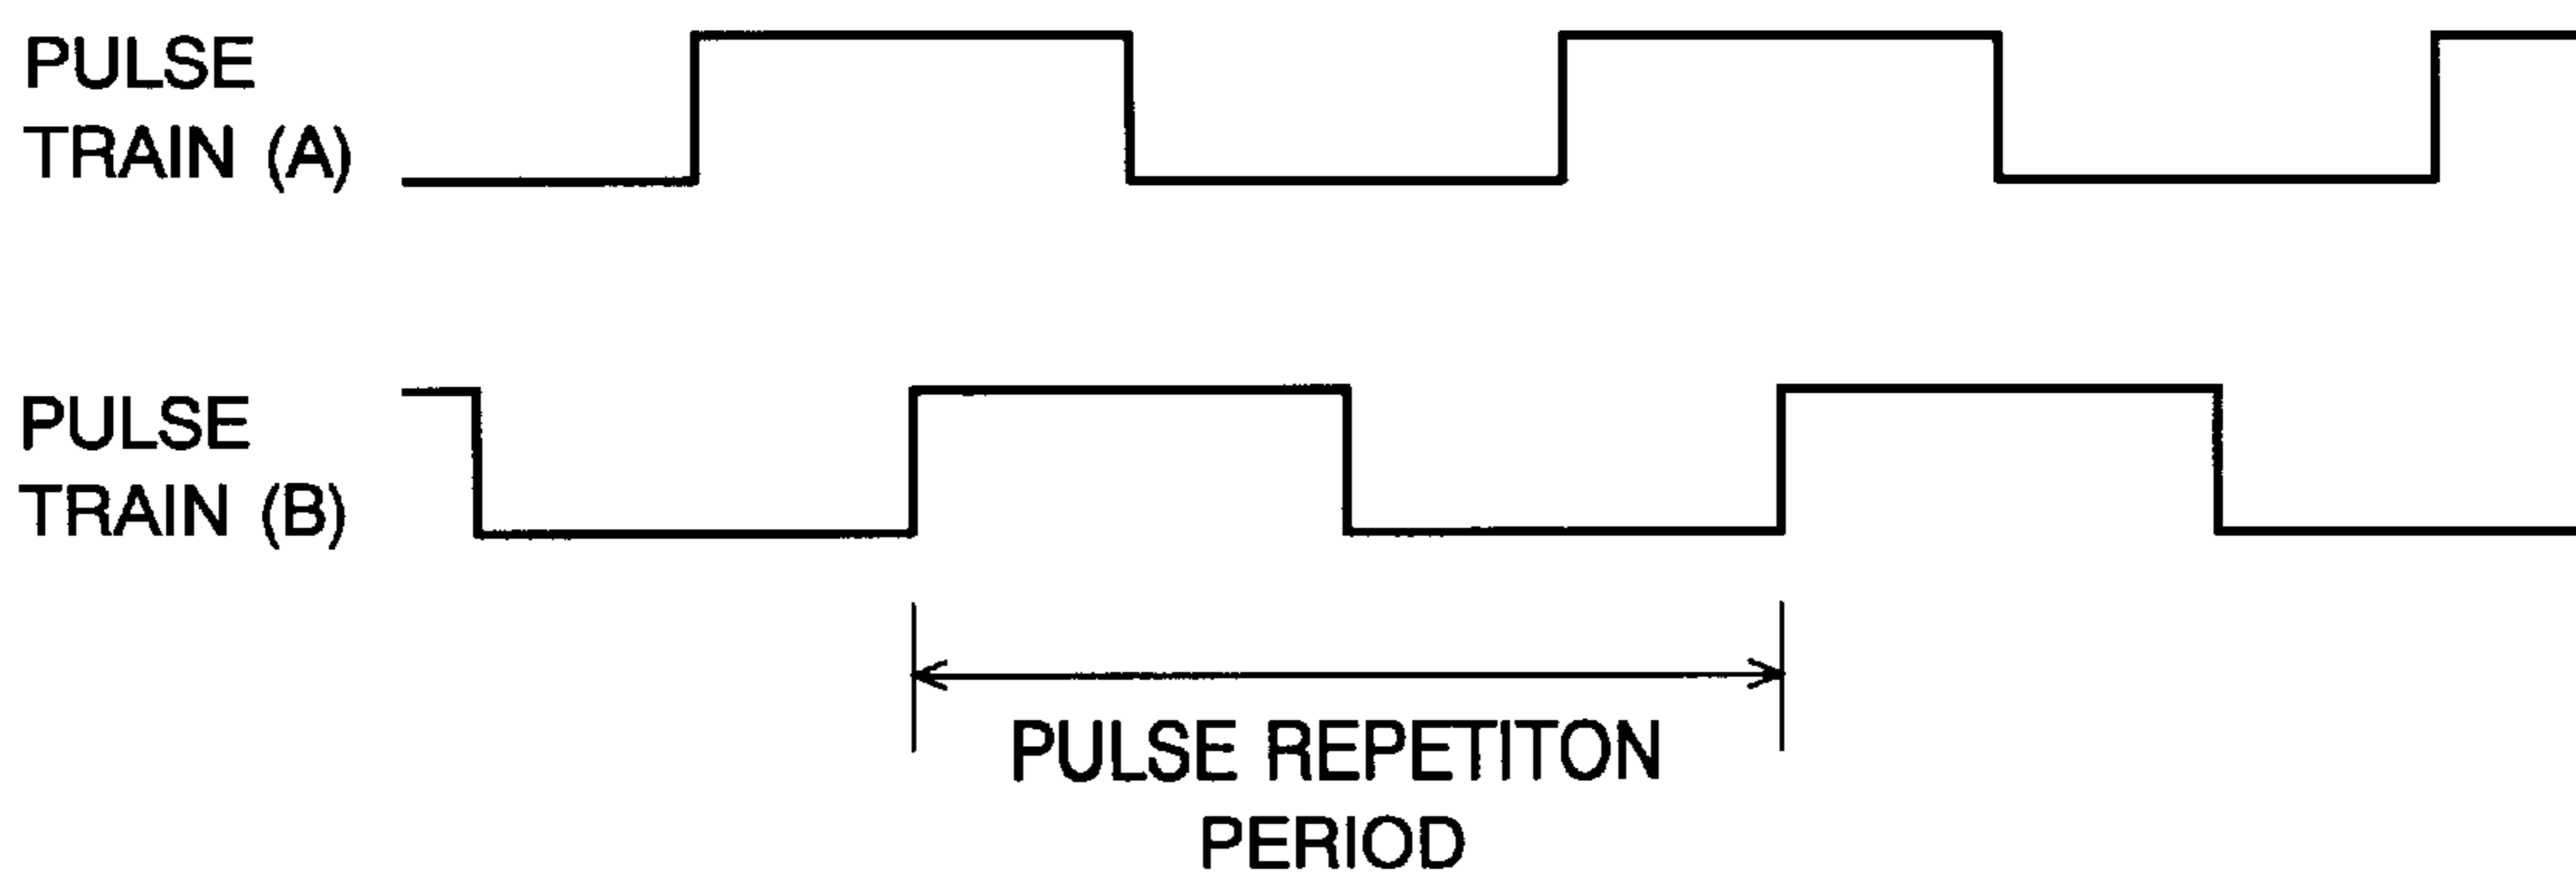 PULSE
TRAIN (A)
PULSE
TRAIN (B)
PULSE REPETITON
PERIOD